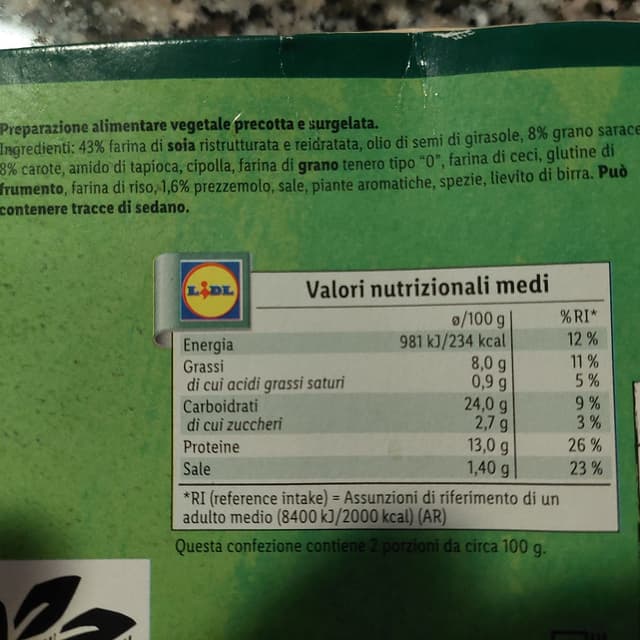 Preparazione alimentare vegetale precotta e surgelata.
Ingredienti: 43% farina di soia ristrutturata e reidratata, olio di semi di girasole, 8% grano sarace
8% carote, amido di tapioca, cipolla, farina di grano tenero tipo "0", farina di ceci, glutine di
frumento, farina di riso, 1,6% prezzemolo, sale, piante aromatiche, spezie, lievito di birra. Può
contenere tracce di sedano.
LIDL
Valori nutrizionali medi
ø/100 g %RI*
Energia 981 kJ/234 kcal 12 %
Grassi 8,0 g 11 %
di cui acidi grassi saturi 0,9 g 5 %
Carboidrati 24,0 g 9 %
di cui zuccheri 2,7 g 3 %
Proteine 13,0 g 26 %
Sale 1,40 g 23 %
*RI (reference intake) = Assunzioni di riferimento di un
adulto medio (8400 kJ/2000 kcal) (AR)
Questa confezione contiene 2 porzioni da circa 100 g.